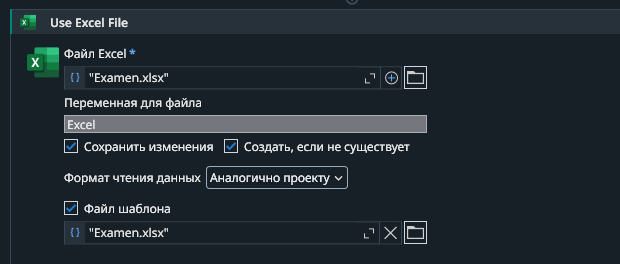 Use Excel File
Файл Excel *
"Examen.xlsx"
Переменная для файла
Excel
Сохранить изменения Создать, если не существует
Формат чтения данных Аналогично проекту
Файл шаблона
"Examen.xlsx"